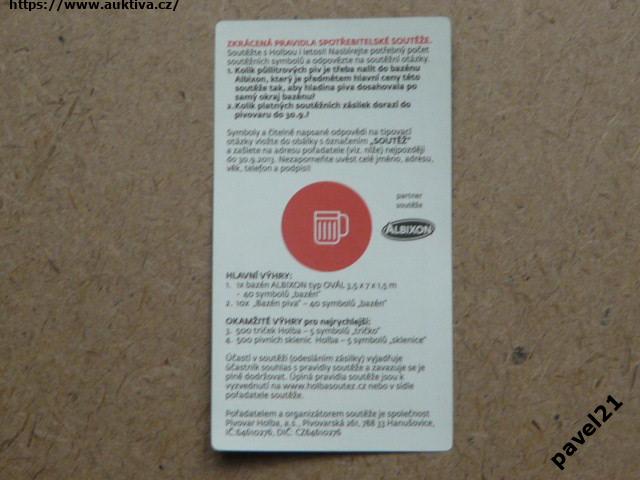 https://www.auktiva.cz/
ZKRÁCENÁ PRAVIDLA SPOTŘEBITELSKÉ SOUTĚŽE.
Soutěžte s Holbou i letos!! Nasbírejte potřebný počet
soutěžních symbolů a odpovězte na soutěžní otázky.
1. Kolik půllitrových piv je třeba nalít do bazénu
Albixon, který je předmětem hlavní ceny této
soutěže tak, aby hladina piva dosahovala po
samý okraj bazénu?
2. Kolik platných soutěžních zásilek dorazí do
pivovaru do 30.9.?
Symboly a čitelně napsané odpovědi na tipovací
otázky vložte do obálky s označením „SOUTĚŽ"
a zašlete na adresu pořadatele (viz. níže) nejpozději
do 30.9.2013. Nezapomeňte uvést celé jméno, adresu,
věk, telefon a podpis!!
partner
soutěže
ALBIXON
HLAVNÍ VÝHRY:
1. 1x bazén ALBIXON typ OVÁL 3,5 x 7 x 1,5 m
- 40 symbolů „bazén"
2. 10x „Bazén piva" – 40 symbolů „bazén"
OKAMŽITÉ VÝHRY pro nejrychlejší:
3. 500 triček Holba – 5 symbolů „tričko"
4. 500 pivních sklenic Holba – 5 symbolů „sklenice"
Účastí v soutěži (odesláním zásilky) vyjadřuje
účastník souhlas s pravidly soutěže a zavazuje se je
plně dodržovat. Úplná pravidla soutěže jsou k
vyzvednutí na www.holbasoutez.cz nebo v sídle
pořadatele soutěže.
Pořadatelem a organizátorem soutěže je společnost
Pivovar Holba, a.s., Pivovarská 261, 788 33 Hanušovice,
IČ:64610276, DIČ: CZ64610276
pavel21